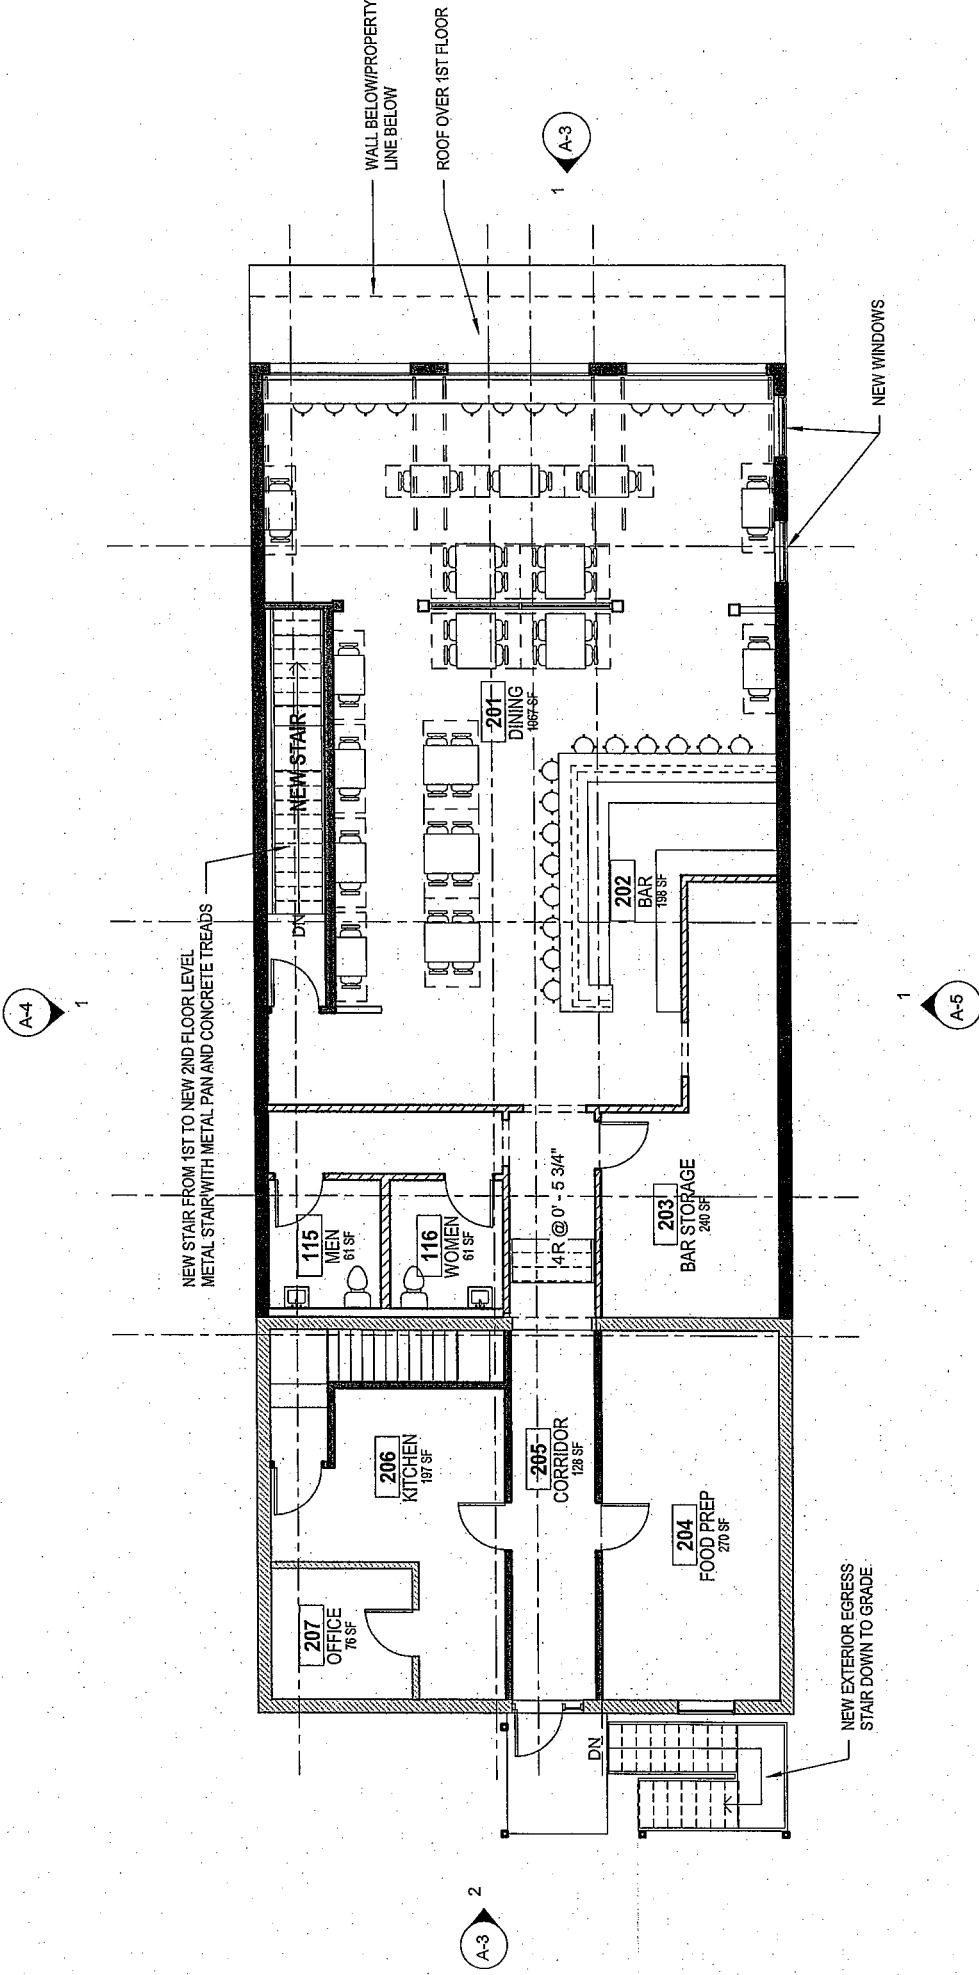 WALL BELOW/PROPERTY
LINE BELOW
ROOF OVER 1ST FLOOR
A-3
1
NEW WINDOWS
NEW STAIR FROM 1ST TO NEW 2ND FLOOR LEVEL
METAL STAIR WITH METAL PAN AND CONCRETE TREADS
NEW STAIR
DN
201
DINING
1067 SF
202
BAR
198 SF
A-4
1
1
A-5
115
MEN
61 SF
116
WOMEN
61 SF
4R @ 0' - 5 3/4"
203
BAR STORAGE
240 SF
206
KITCHEN
197 SF
205
CORRIDOR
128 SF
204
FOOD PREP
270 SF
207
OFFICE
76 SF
DN
NEW EXTERIOR EGRESS
STAIR DOWN TO GRADE
2
A-3